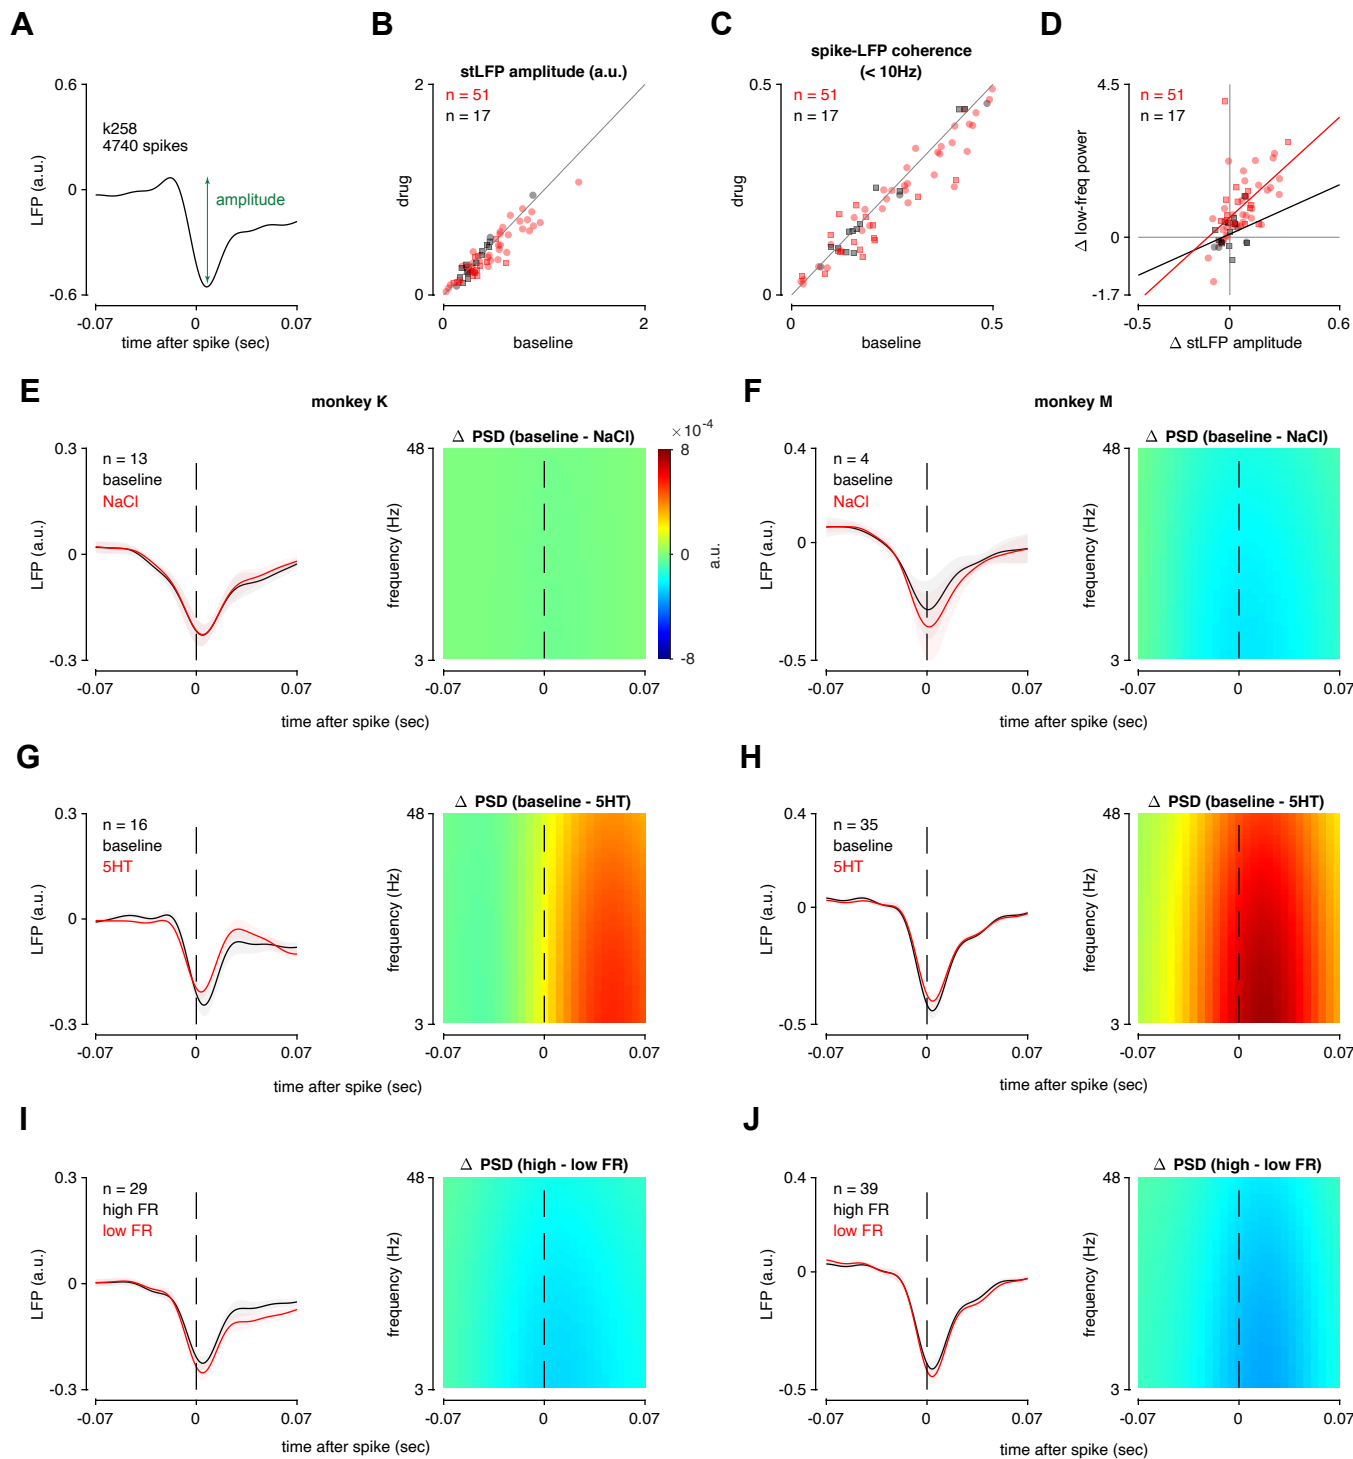 A
B
C
D
0.6
0
-0.6
LFP (a.u.)
k258
4740 spikes
amplitude
-0.07
0
0.07
time after spike (sec)
stLFP amplitude (a.u.)
n = 51
n = 17
2
0
drug
0
2
baseline
spike-LFP coherence
(< 10Hz)
0.5
n = 51
n = 17
drug
0
0
0.5
baseline
4.5
n = 51
n = 17
Δ low-freq power
0
-1.7
-0.5
0
0.6
Δ stLFP amplitude
E
monkey K
0.3
n = 13
baseline
NaCl
LFP (a.u.)
0
-0.3
-0.07
0
0.07
time after spike (sec)
Δ PSD (baseline - NaCl)
48
frequency (Hz)
3
-0.07
0
0.07
×10-4
8
0
a.u.
-8
F
monkey M
0.4
n = 4
baseline
NaCl
LFP (a.u.)
0
-0.5
-0.07
0
0.07
time after spike (sec)
Δ PSD (baseline - NaCl)
48
frequency (Hz)
3
-0.07
0
0.07
G
0.3
n = 16
baseline
5HT
LFP (a.u.)
0
-0.3
-0.07
0
0.07
time after spike (sec)
Δ PSD (baseline - 5HT)
48
frequency (Hz)
3
-0.07
0
0.07
H
0.4
n = 35
baseline
5HT
LFP (a.u.)
0
-0.5
-0.07
0
0.07
time after spike (sec)
Δ PSD (baseline - 5HT)
48
frequency (Hz)
3
-0.07
0
0.07
I
0.3
n = 29
high FR
low FR
LFP (a.u.)
0
-0.3
-0.07
0
0.07
time after spike (sec)
Δ PSD (high - low FR)
48
frequency (Hz)
3
-0.07
0
0.07
J
0.4
n = 39
high FR
low FR
LFP (a.u.)
0
-0.5
-0.07
0
0.07
time after spike (sec)
Δ PSD (high - low FR)
48
frequency (Hz)
3
-0.07
0
0.07